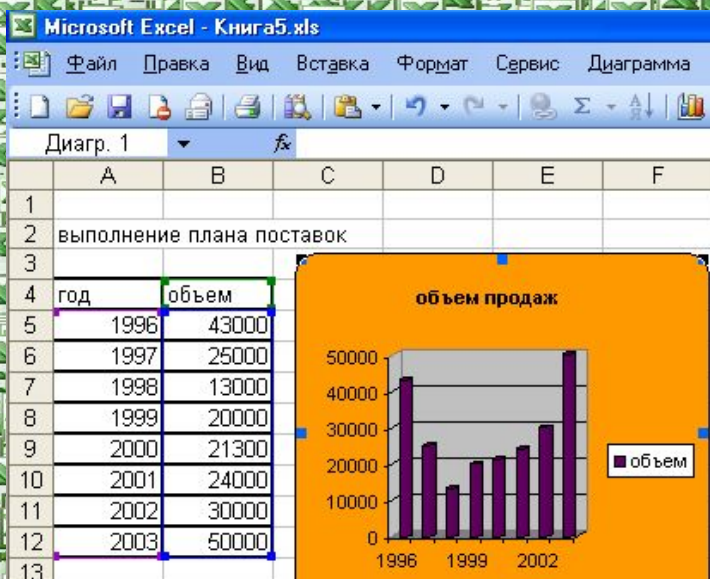 Microsoft Excel - Книга5.xls
Файл Правка Вид Вставка Формат Сервис Диаграмма
Диагр. 1 fx
A B C D E F
1
2 выполнение плана поставок
3
4 год объем
5 1996 43000
6 1997 25000
7 1998 13000
8 1999 20000
9 2000 21300
10 2001 24000
11 2002 30000
12 2003 50000
13
объем продаж
50000
40000
30000
20000
10000
0
1996 1999 2002
объем